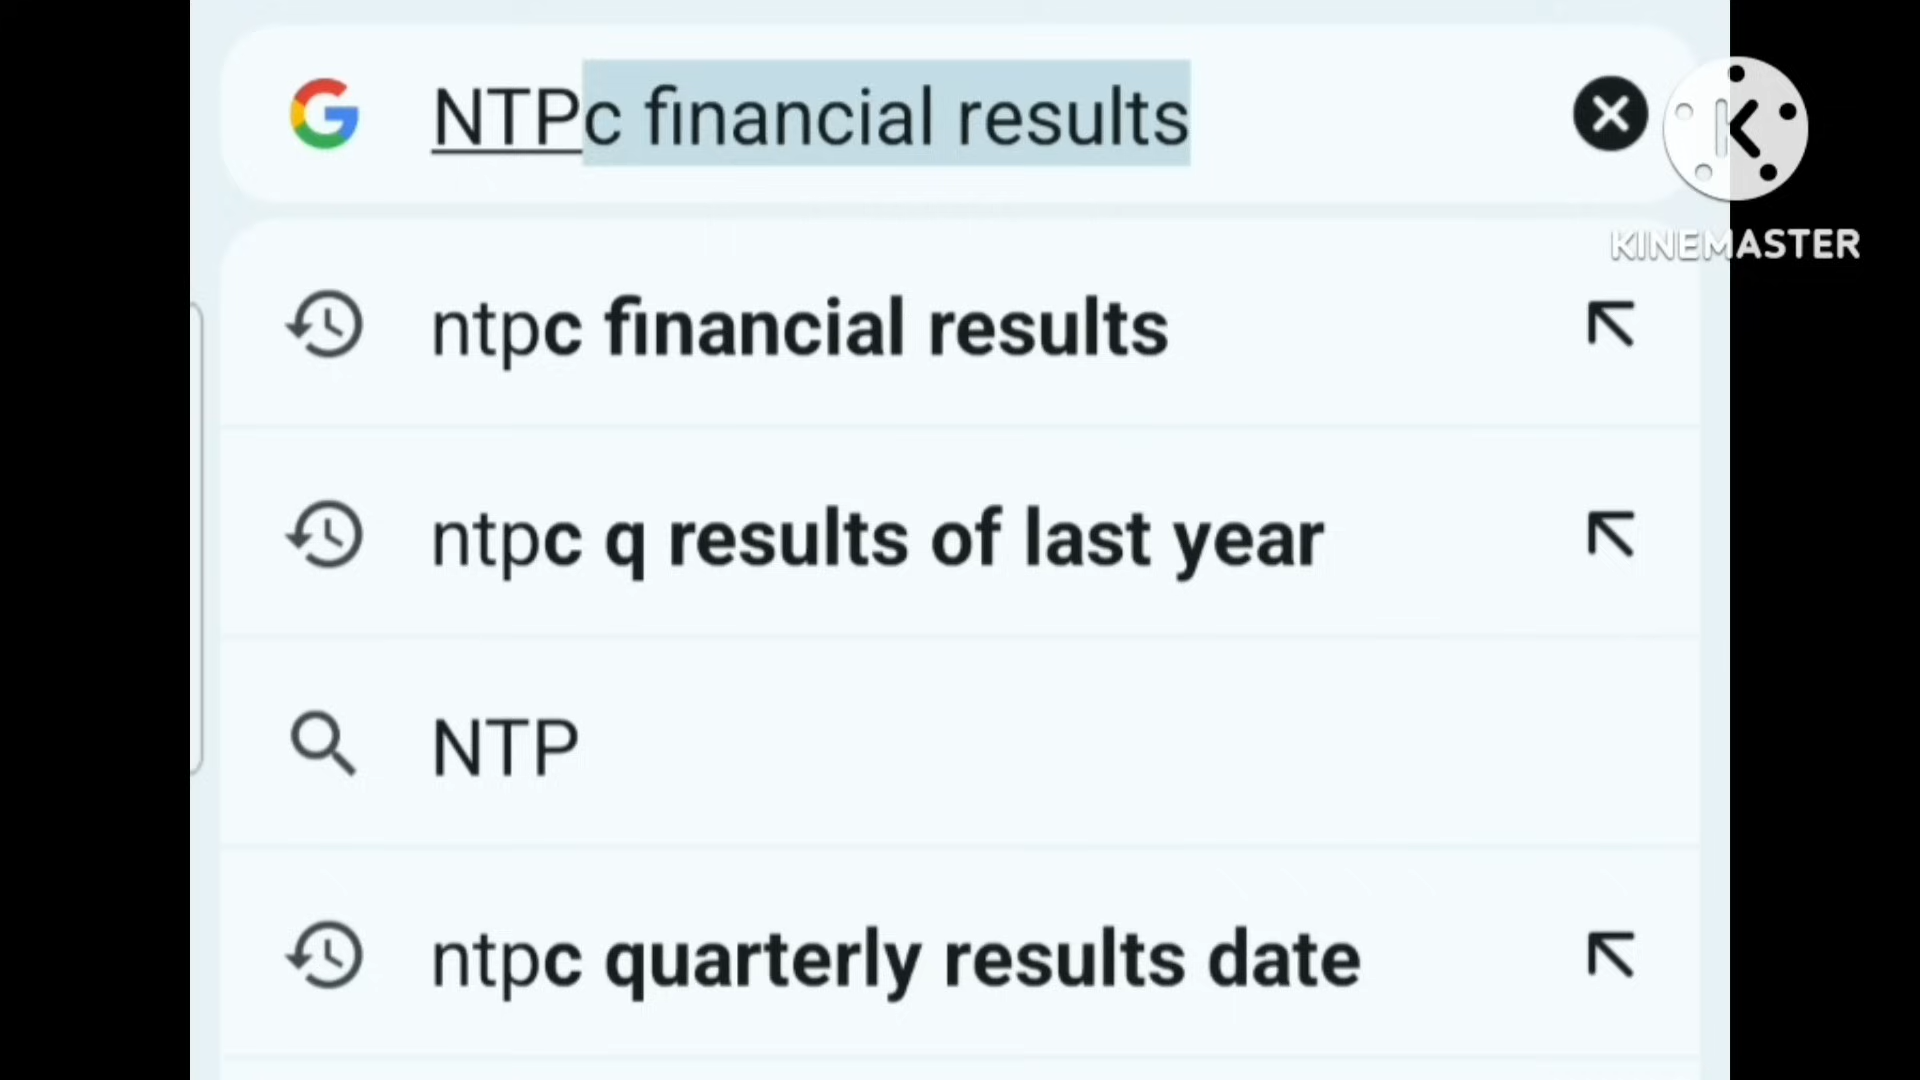 NTPc financial results
KINEMASTER
ntpc financial results
ntpc q results of last year
NTP
ntpc quarterly results date